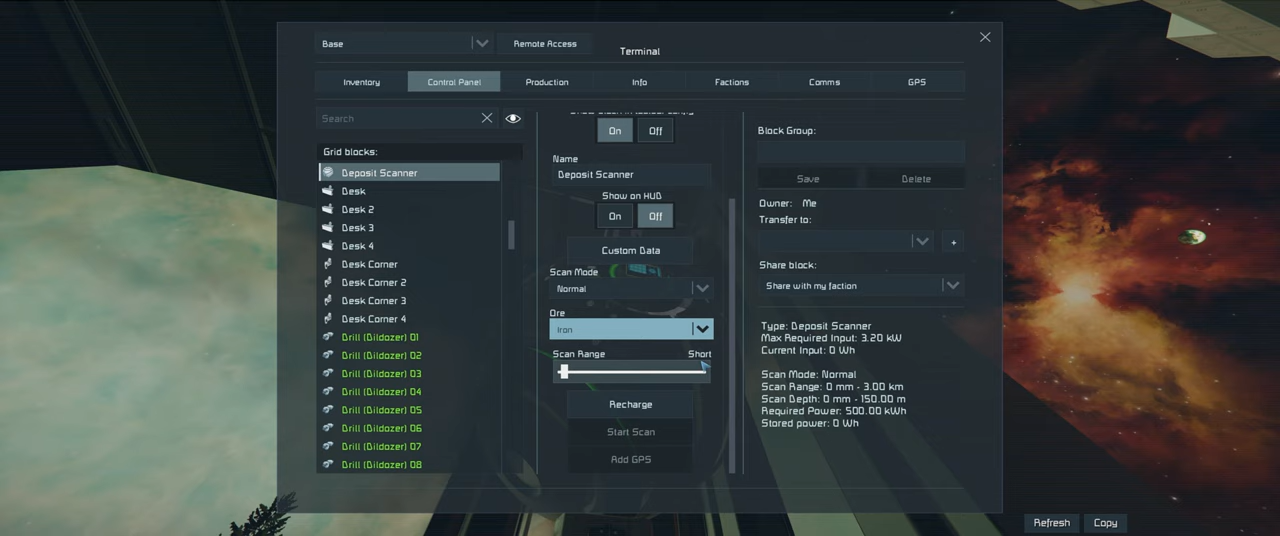 Base
Remote Access
Terminal
Inventory
Control Panel
Production
Info
Factions
Comms
GPS
Search
Grid blocks:
Deposit Scanner
Desk
Desk 2
Desk 3
Desk 4
Desk Corner
Desk Corner 2
Desk Corner 3
Desk Corner 4
Drill (Bildozer) 01
Drill (Bildozer) 02
Drill (Bildozer) 03
Drill (Bildozer) 04
Drill (Bildozer) 05
Drill (Bildozer) 06
Drill (Bildozer) 07
Drill (Bildozer) 08
On Off
Name
Deposit Scanner
Show on HUD
On Off
Custom Data
Scan Mode
Normal
Ore
Iron
Scan Range Short
Recharge
Start Scan
Add GPS
Block Group:
Save Delete
Owner: Me
Transfer to:
+
Share block:
Share with my faction
Type: Deposit Scanner
Max Required Input: 3.20 kW
Current Input: 0 Wh
Scan Mode: Normal
Scan Range: 0 mm - 3.00 km
Scan Depth: 0 mm - 150.00 m
Required Power: 500.00 kWh
Stored power: 0 Wh
Refresh Copy